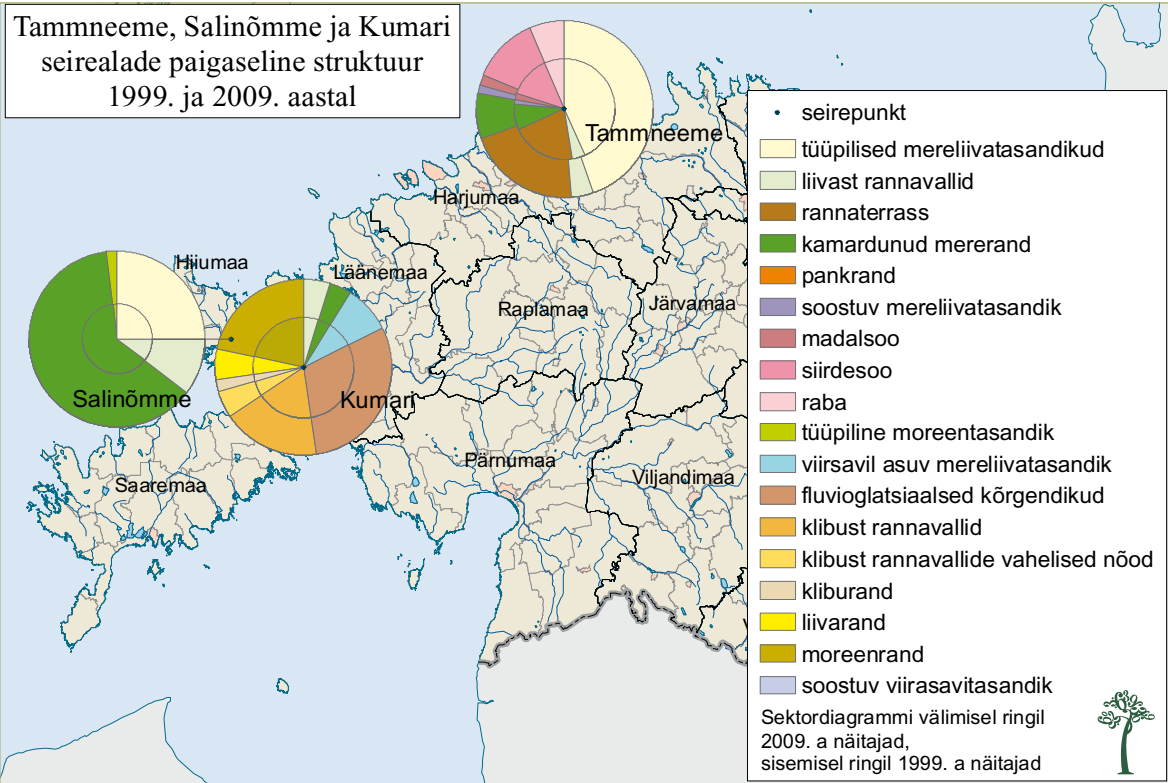 Tammneeme, Salinõmme ja Kumari
seirealade paigaseline struktuur
1999. ja 2009. aastal
Tammneeme
Harjumaa
Hiiumaa
Läänemaa
Raplamaa
Järvamaa
Salinõmme
Kumari
Pärnumaa
Viljandimaa
Saaremaa
seirepunkt
tüüpilised mereliivatasandikud
liivast rannavallid
rannaterrass
kamardunud mererand
pankrand
soostuv mereliivatasandik
madalsoo
siirdesoo
raba
tüüpiline moreentasandik
viirsavil asuv mereliivatasandik
fluvioglatsiaalsed kõrgendikud
klibust rannavallid
klibust rannavallide vahelised nõod
kliburand
liivarand
moreenrand
soostuv viirasavitasandik
Sektordiagrammi välimisel ringil
2009. a näitajad,
sisemisel ringil 1999. a näitajad